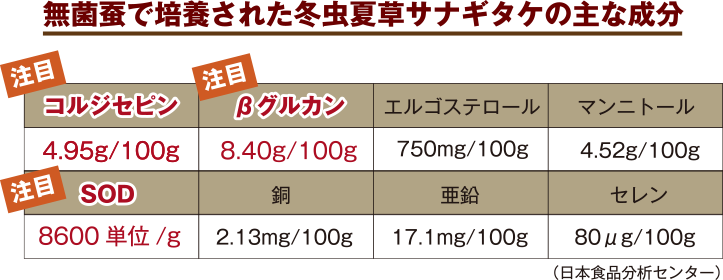 無菌蚕で培養された冬虫夏草サナギタケの主な成分
注目 注目
コルジセピン βグルカン エルゴステロール マンニトール
4.95g/100g 8.40g/100g 750mg/100g 4.52g/100g
注目
SOD 銅 亜鉛 セレン
8600単位/g 2.13mg/100g 17.1mg/100g 80μg/100g
(日本食品分析センター)